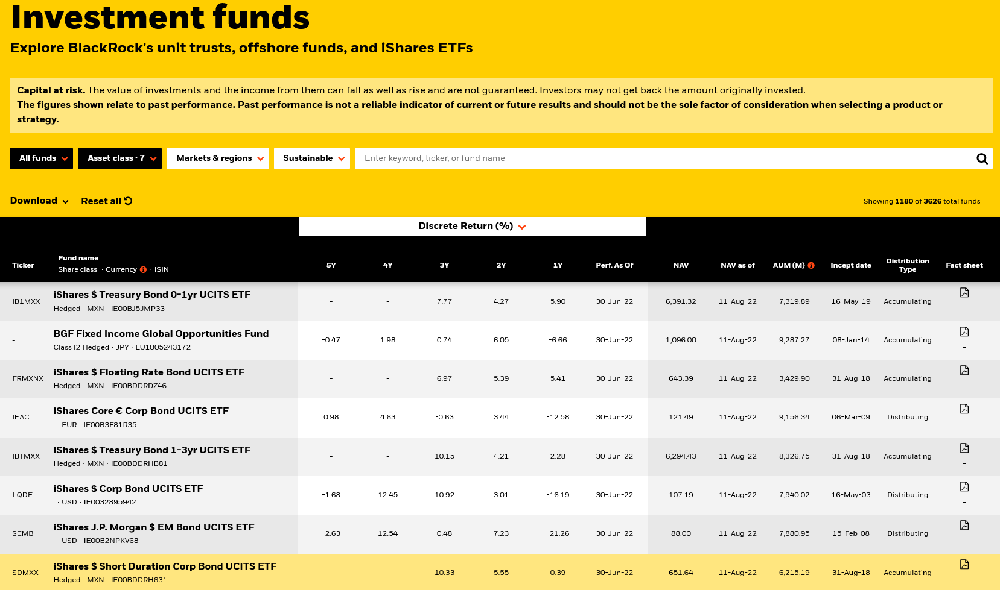 Investment funds
Explore BlackRock's unit trusts, offshore funds, and iShares ETFs
Capital at risk. The value of investments and the income from them can fall as well as rise and are not guaranteed. Investors may not get back the amount originally invested.
The figures shown relate to past performance. Past performance is not a reliable indicator of current or future results and should not be the sole factor of consideration when selecting a product or
strategy.
All funds Asset class · 7 Markets & regions Sustainable Enter keyword, ticker, or fund name
Download Reset all Showing 1180 of 3626 total funds
Discrete Return (%)
Ticker Fund name 5Y 4Y 3Y 2Y 1Y Perf. As Of NAV NAV as of AUM (M) Incept date Distribution Type Fact sheet
Share class · Currency · ISIN
iShares $ Treasury Bond 0-1yr UCITS ETF
IB1MXX - - 7.77 4.27 5.90 30-Jun-22 6,391.32 11-Aug-22 7,319.89 16-May-19 Accumulating
Hedged · MXN · IE00BJ5JMP33 -
BGF Fixed Income Global Opportunities Fund
- -0.47 1.98 0.74 6.05 -6.66 30-Jun-22 1,096.00 11-Aug-22 9,287.27 08-Jan-14 Accumulating
Class I2 Hedged · JPY · LU1005243172 -
iShares $ Floating Rate Bond UCITS ETF
FRMXNX - - 6.97 5.39 5.41 30-Jun-22 643.39 11-Aug-22 3,429.90 31-Aug-18 Accumulating
Hedged · MXN · IE00BDDRDZ46 -
iShares Core € Corp Bond UCITS ETF
IEAC 0.98 4.63 -0.63 3.44 -12.58 30-Jun-22 121.49 11-Aug-22 9,156.34 06-Mar-09 Distributing
· EUR · IE00B3F81R35 -
iShares $ Treasury Bond 1-3yr UCITS ETF
IBTMXX - - 10.15 4.21 2.28 30-Jun-22 6,294.43 11-Aug-22 8,326.75 31-Aug-18 Accumulating
Hedged · MXN · IE00BDDRHB81 -
iShares $ Corp Bond UCITS ETF
LQDE -1.68 12.45 10.92 3.01 -16.19 30-Jun-22 107.19 11-Aug-22 7,940.02 16-May-03 Distributing
· USD · IE0032895942 -
iShares J.P. Morgan $ EM Bond UCITS ETF
SEMB -2.63 12.54 0.48 7.23 -21.26 30-Jun-22 88.00 11-Aug-22 7,880.95 15-Feb-08 Distributing
· USD · IE00B2NPKV68 -
iShares $ Short Duration Corp Bond UCITS ETF
SDMXX - - 10.33 5.55 0.39 30-Jun-22 651.64 11-Aug-22 6,215.19 31-Aug-18 Accumulating
Hedged · MXN · IE00BDDRH631 -